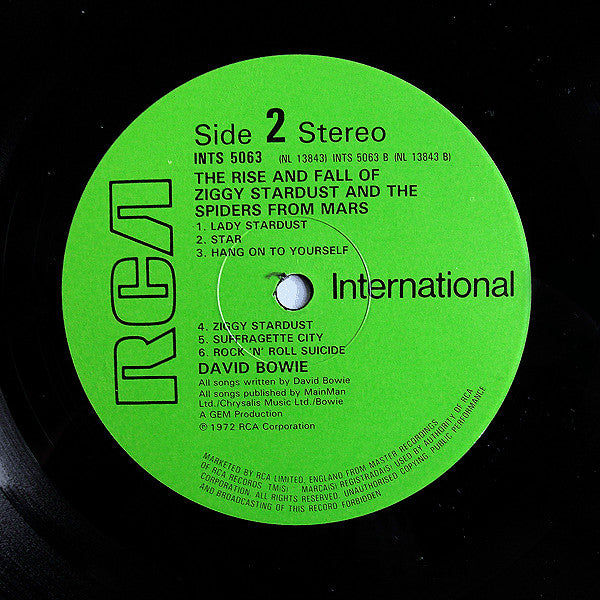 Side 2 Stereo
INTS 5063 (NL 13843) INTS 5063 B (NL 13843 B)
THE RISE AND FALL OF
ZIGGY STARDUST AND THE
SPIDERS FROM MARS
1. LADY STARDUST
2. STAR
3. HANG ON TO YOURSELF
RCA
International
4. ZIGGY STARDUST
5. SUFFRAGETTE CITY
6. ROCK 'N' ROLL SUICIDE
DAVID BOWIE
All songs written by David Bowie
All songs published by MainMan
Ltd./Chrysalis Music Ltd./Bowie
A GEM Production
℗ 1972 RCA Corporation
MARKETED BY RCA LIMITED, ENGLAND FROM MASTER RECORDINGS
OF RCA RECORDS TM(S) MARCA(S) REGISTRADA(S) USED BY AUTHORITY OF RCA
CORPORATION. ALL RIGHTS RESERVED. UNAUTHORISED COPYING, PUBLIC PERFORMANCE
AND BROADCASTING OF THIS RECORD FORBIDDEN